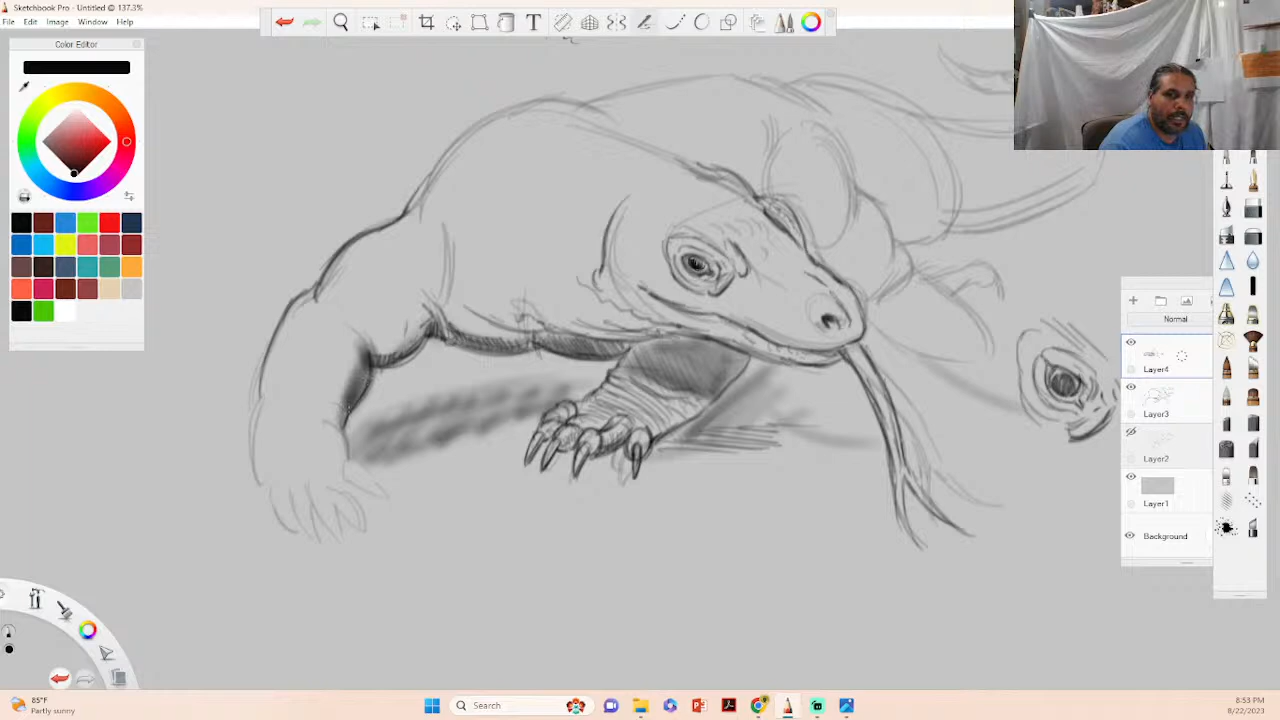 Sketchbook Pro - Untitled @ 137.3%
File Edit Image Window Help
T
Color Editor
Normal
Layer4
Layer3
Layer2
Layer1
Background
85°F
Partly sunny
Search
8:53 PM
8/22/2023